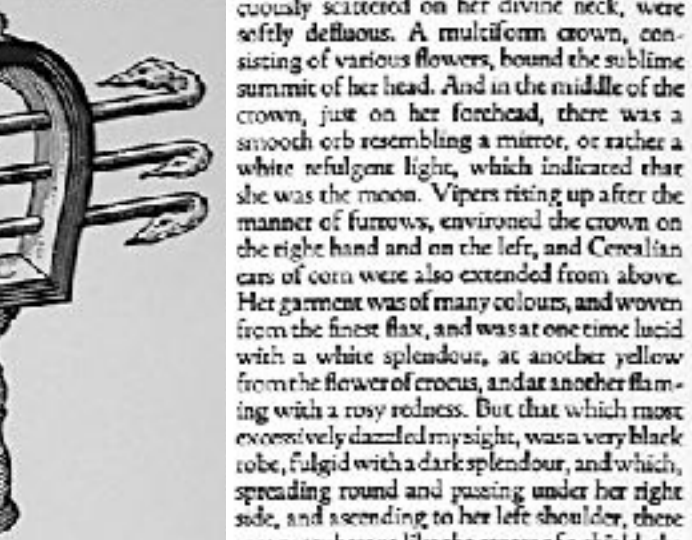 cuously scattered on her divine neck, were
softly defluous. A multiform crown, con-
sisting of various flowers, bound the sublime
summit of her head. And in the middle of the
crown, just on her forehead, there was a
smooth orb resembling a mirror, or rather a
white refulgent light, which indicated that
she was the moon. Vipers rising up after the
manner of furrows, environed the crown on
the right hand and on the left, and Cerealian
ears of corn were also extended from above.
Her garment was of many colours, and woven
from the finest flax, and was at one time lucid
with a white splendour, at another yellow
from the flower of crocus, and at another flam-
ing with a rosy redness. But that which most
excessively dazzled my sight, was a very black
robe, fulgid with a dark splendour, and which,
spreading round and passing under her right
side, and ascending to her left shoulder, there